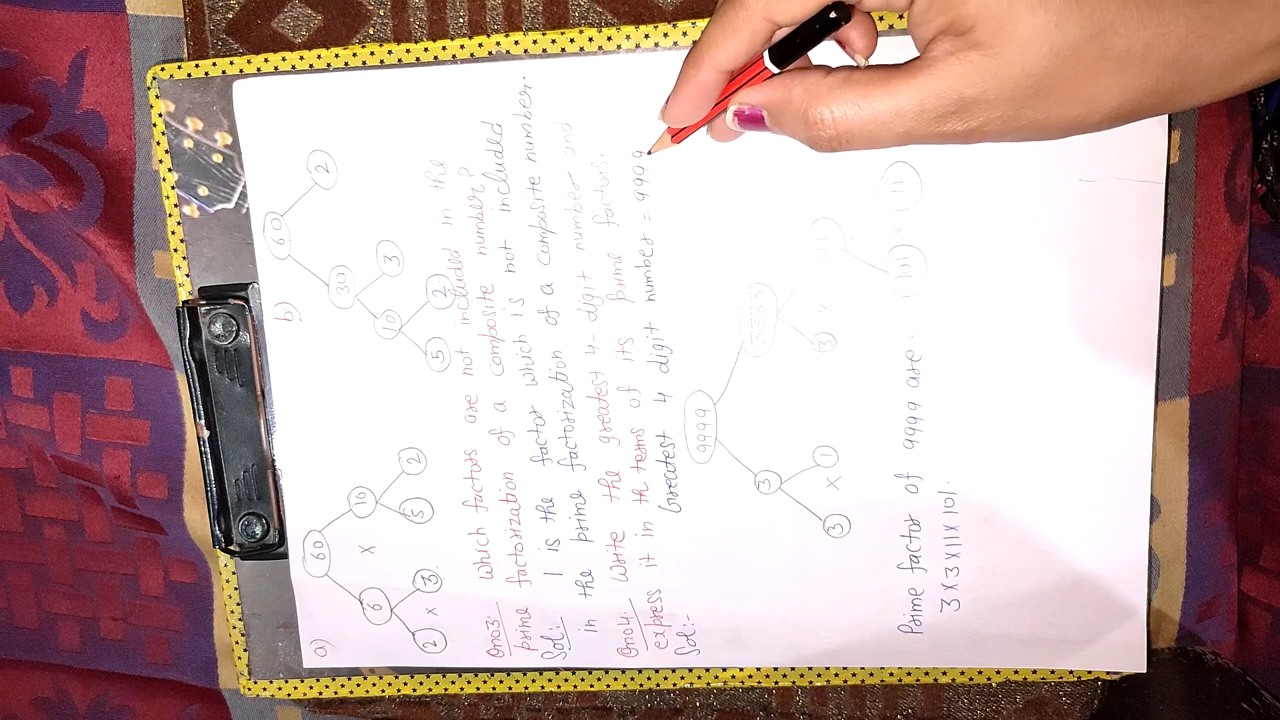 a)
b)
60
60
6 x 10
30
2
2 x 3
5
2
10
3
5
2
Qno3:- which factors are not included in the
prime factorization of a composite number?
Sol:- 1 is the factor which is not included
in the prime factorization of a composite number.
Qno4:- Write the greatest 4- digit number and
express it in th terms of its prime factors.
Sol:- Greatest 4 digit number = 9999
9999
3
3333
3 x 1
3 x
101 x 11
Prime factor of 9999 are.
3 x 3 x 11 x 101.